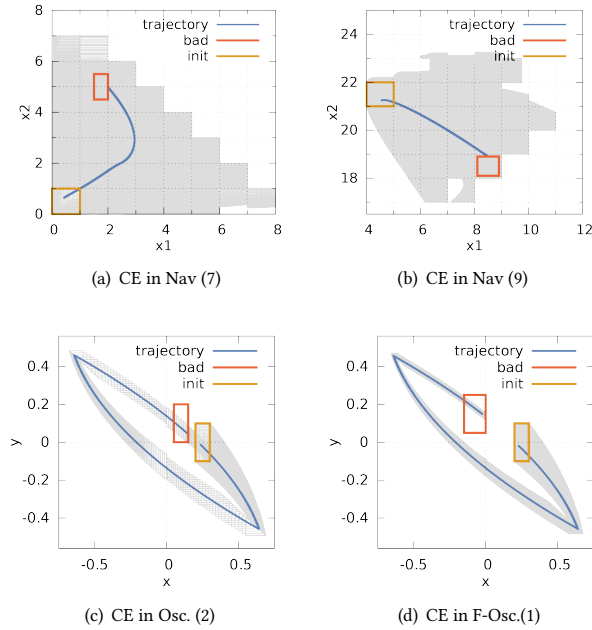 8
6
4
2
0
x2
trajectory
bad
init
0 2 4 6 8
x1
(a) CE in Nav (7)
24
22
20
18
x2
trajectory
bad
init
4 6 8 10 12
x1
(b) CE in Nav (9)
0.4
0.2
0
-0.2
-0.4
y
trajectory
bad
init
-0.5 0 0.5
x
(c) CE in Osc. (2)
0.4
0.2
0
-0.2
-0.4
y
trajectory
bad
init
-0.5 0 0.5
x
(d) CE in F-Osc.(1)